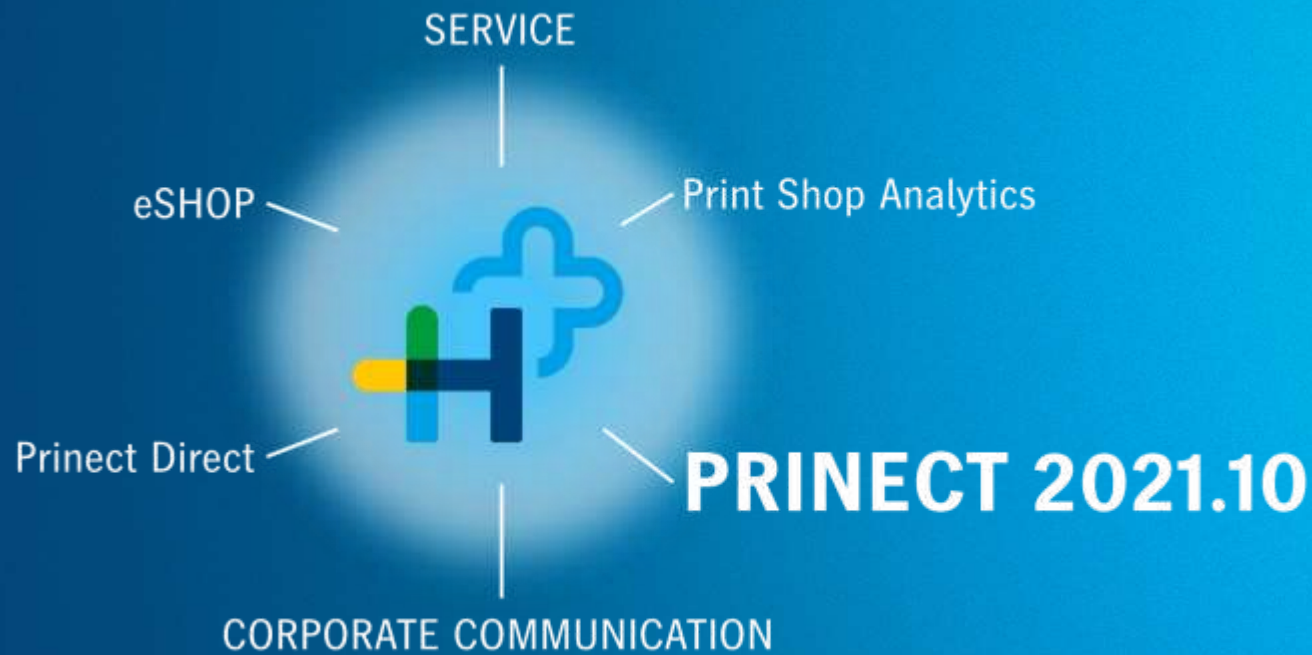 SERVICE
eSHOP
Print Shop Analytics
Prinect Direct
PRINECT 2021.10
CORPORATE COMMUNICATION